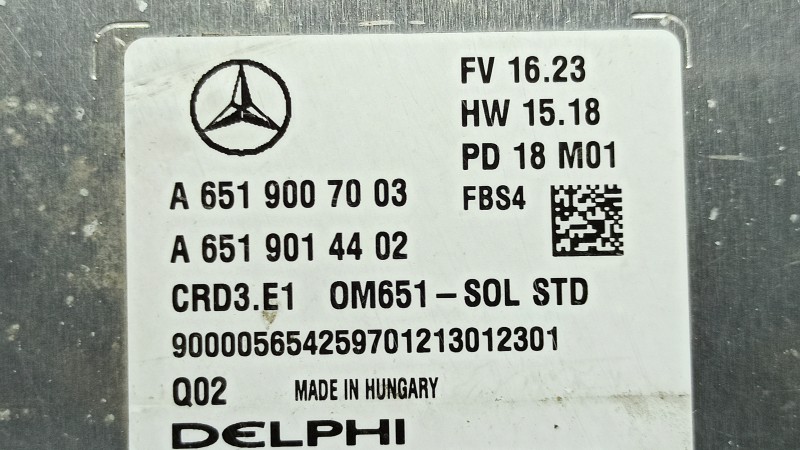 FV 16.23
HW 15.18
PD 18 M01
FBS4
A 651 900 70 03
A 651 901 44 02
CRD3.E1 OM651-SOL STD
900005654259701213012301
Q02 MADE IN HUNGARY
DELPHI